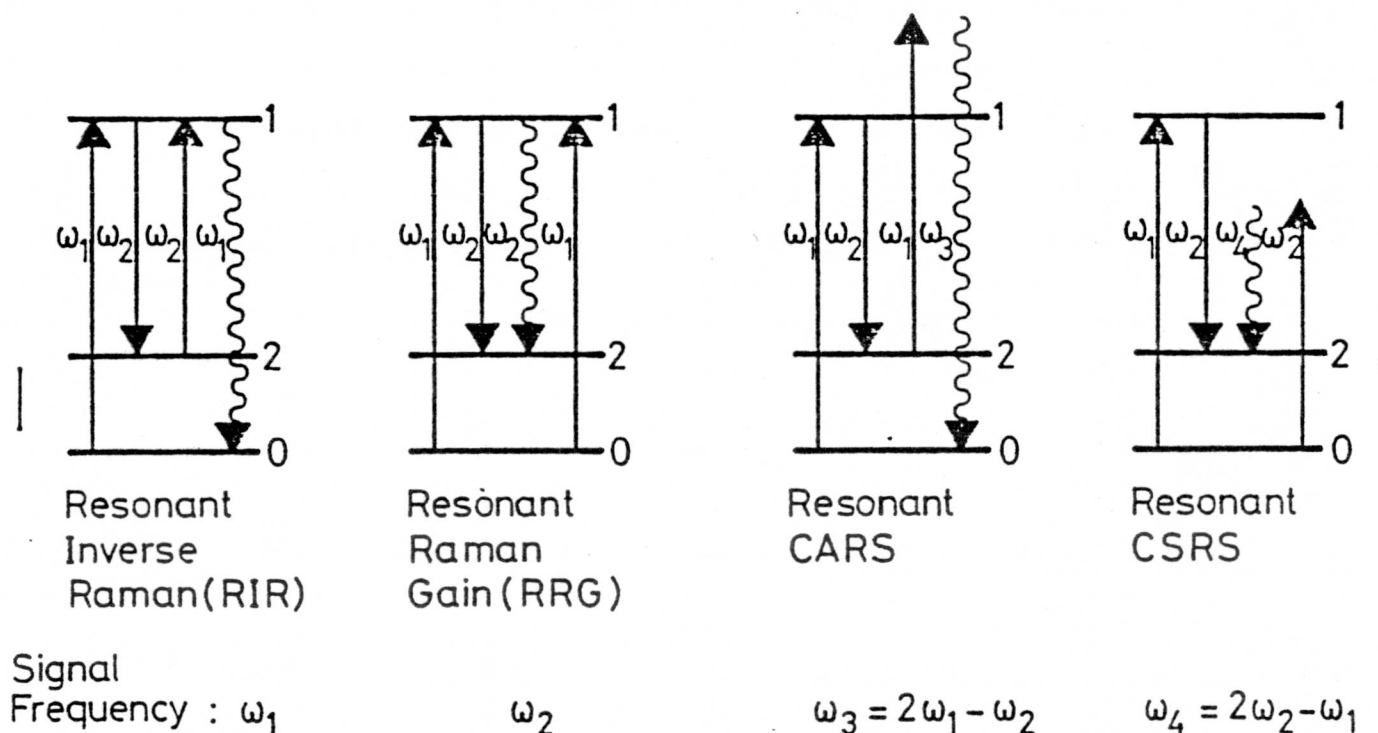 1 1 1 1
ω₁ ω₂ ω₂ ω₁ ω₁ ω₂ ω₂ ω₁ ω₁ ω₂ ω₁ ω₃ ω₁ ω₂ ω₄ ω₂
2 2 2 2
0 0 0 0
Resonant Resonant Resonant Resonant
Inverse Raman CARS CSRS
Raman(RIR) Gain(RRG)
Signal
Frequency : ω₁ ω₂ ω₃ = 2ω₁ - ω₂ ω₄ = 2ω₂-ω₁